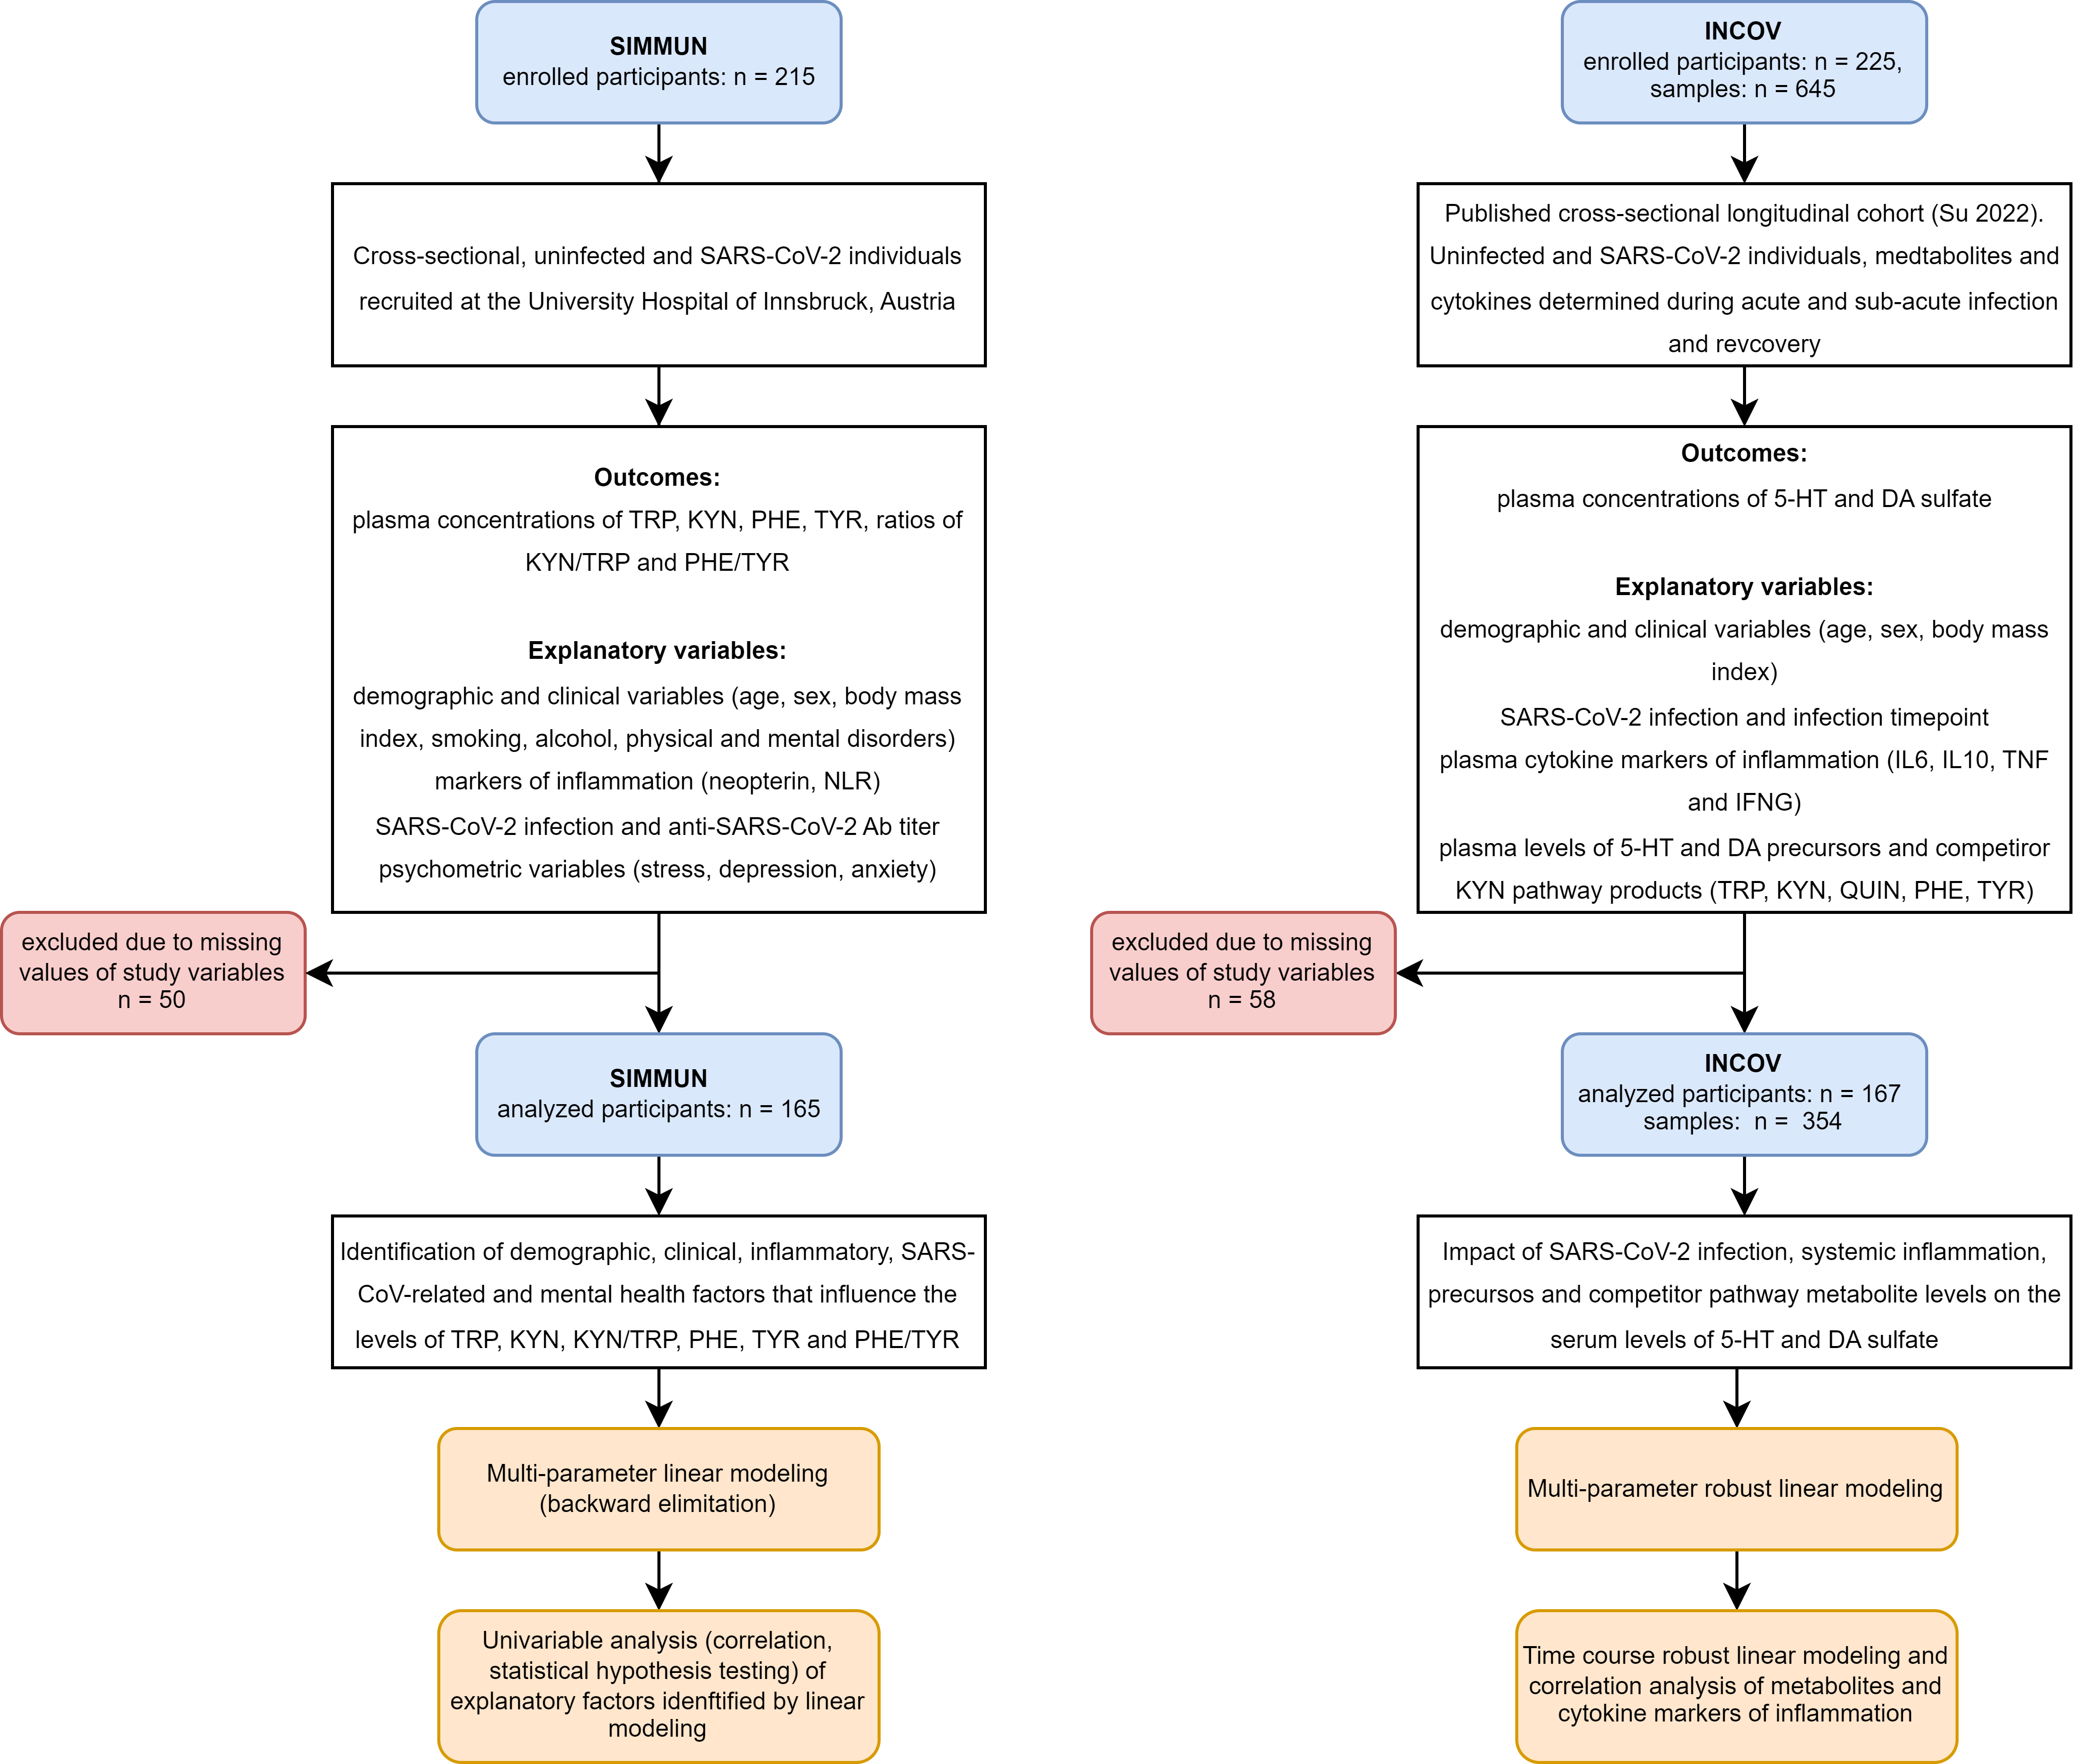 SIMMUN
enrolled participants: n = 215
Cross-sectional, uninfected and SARS-CoV-2 individuals
recruited at the University Hospital of Innsbruck, Austria
Outcomes:
plasma concentrations of TRP, KYN, PHE, TYR, ratios of
KYN/TRP and PHE/TYR
Explanatory variables:
demographic and clinical variables (age, sex, body mass
index, smoking, alcohol, physical and mental disorders)
markers of inflammation (neopterin, NLR)
SARS-CoV-2 infection and anti-SARS-CoV-2 Ab titer
psychometric variables (stress, depression, anxiety)
excluded due to missing
values of study variables
n = 50
SIMMUN
analyzed participants: n = 165
Identification of demographic, clinical, inflammatory, SARS-
CoV-related and mental health factors that influence the
levels of TRP, KYN, KYN/TRP, PHE, TYR and PHE/TYR
Multi-parameter linear modeling
(backward elimitation)
Univariable analysis (correlation,
statistical hypothesis testing) of
explanatory factors idenftified by linear
modeling
INCOV
enrolled participants: n = 225,
samples: n = 645
Published cross-sectional longitudinal cohort (Su 2022).
Uninfected and SARS-CoV-2 individuals, medtabolites and
cytokines determined during acute and sub-acute infection
and revcovery
Outcomes:
plasma concentrations of 5-HT and DA sulfate
Explanatory variables:
demographic and clinical variables (age, sex, body mass
index)
SARS-CoV-2 infection and infection timepoint
plasma cytokine markers of inflammation (IL6, IL10, TNF
and IFNG)
plasma levels of 5-HT and DA precursors and competiror
KYN pathway products (TRP, KYN, QUIN, PHE, TYR)
excluded due to missing
values of study variables
n = 58
INCOV
analyzed participants: n = 167
samples: n = 354
Impact of SARS-CoV-2 infection, systemic inflammation,
precursos and competitor pathway metabolite levels on the
serum levels of 5-HT and DA sulfate
Multi-parameter robust linear modeling
Time course robust linear modeling and
correlation analysis of metabolites and
cytokine markers of inflammation